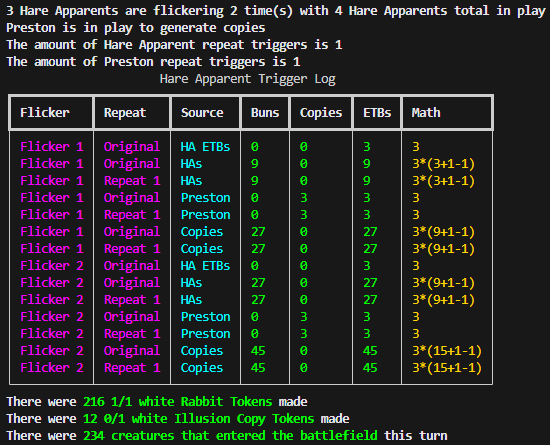 3 Hare Apparents are flickering 2 time(s) with 4 Hare Apparents total in play
Preston is in play to generate copies
The amount of Hare Apparent repeat triggers is 1
The amount of Preston repeat triggers is 1
Hare Apparent Trigger Log
Flicker Repeat Source Buns Copies ETBs Math
Flicker 1 Original HA ETBs 0 0 3 3
Flicker 1 Original HAs 9 0 9 3*(3+1-1)
Flicker 1 Repeat 1 HAs 9 0 9 3*(3+1-1)
Flicker 1 Original Preston 0 3 3 3
Flicker 1 Repeat 1 Preston 0 3 3 3
Flicker 1 Original Copies 27 0 27 3*(9+1-1)
Flicker 1 Repeat 1 Copies 27 0 27 3*(9+1-1)
Flicker 2 Original HA ETBs 0 0 3 3
Flicker 2 Original HAs 27 0 27 3*(9+1-1)
Flicker 2 Repeat 1 HAs 27 0 27 3*(9+1-1)
Flicker 2 Original Preston 0 3 3 3
Flicker 2 Repeat 1 Preston 0 3 3 3
Flicker 2 Original Copies 45 0 45 3*(15+1-1)
Flicker 2 Repeat 1 Copies 45 0 45 3*(15+1-1)
There were 216 1/1 white Rabbit Tokens made
There were 12 0/1 white Illusion Copy Tokens made
There were 234 creatures that entered the battlefield this turn